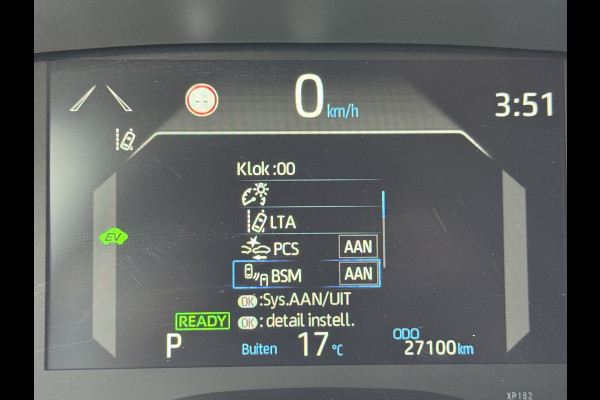 0 km/h
3:51
Klok :00
LTA
PCS AAN
BSM AAN
EV
OK :Sys.AAN/UIT
READY
OK : detail instell.
P
Buiten 17 °C
ODO
27100 km
XP182